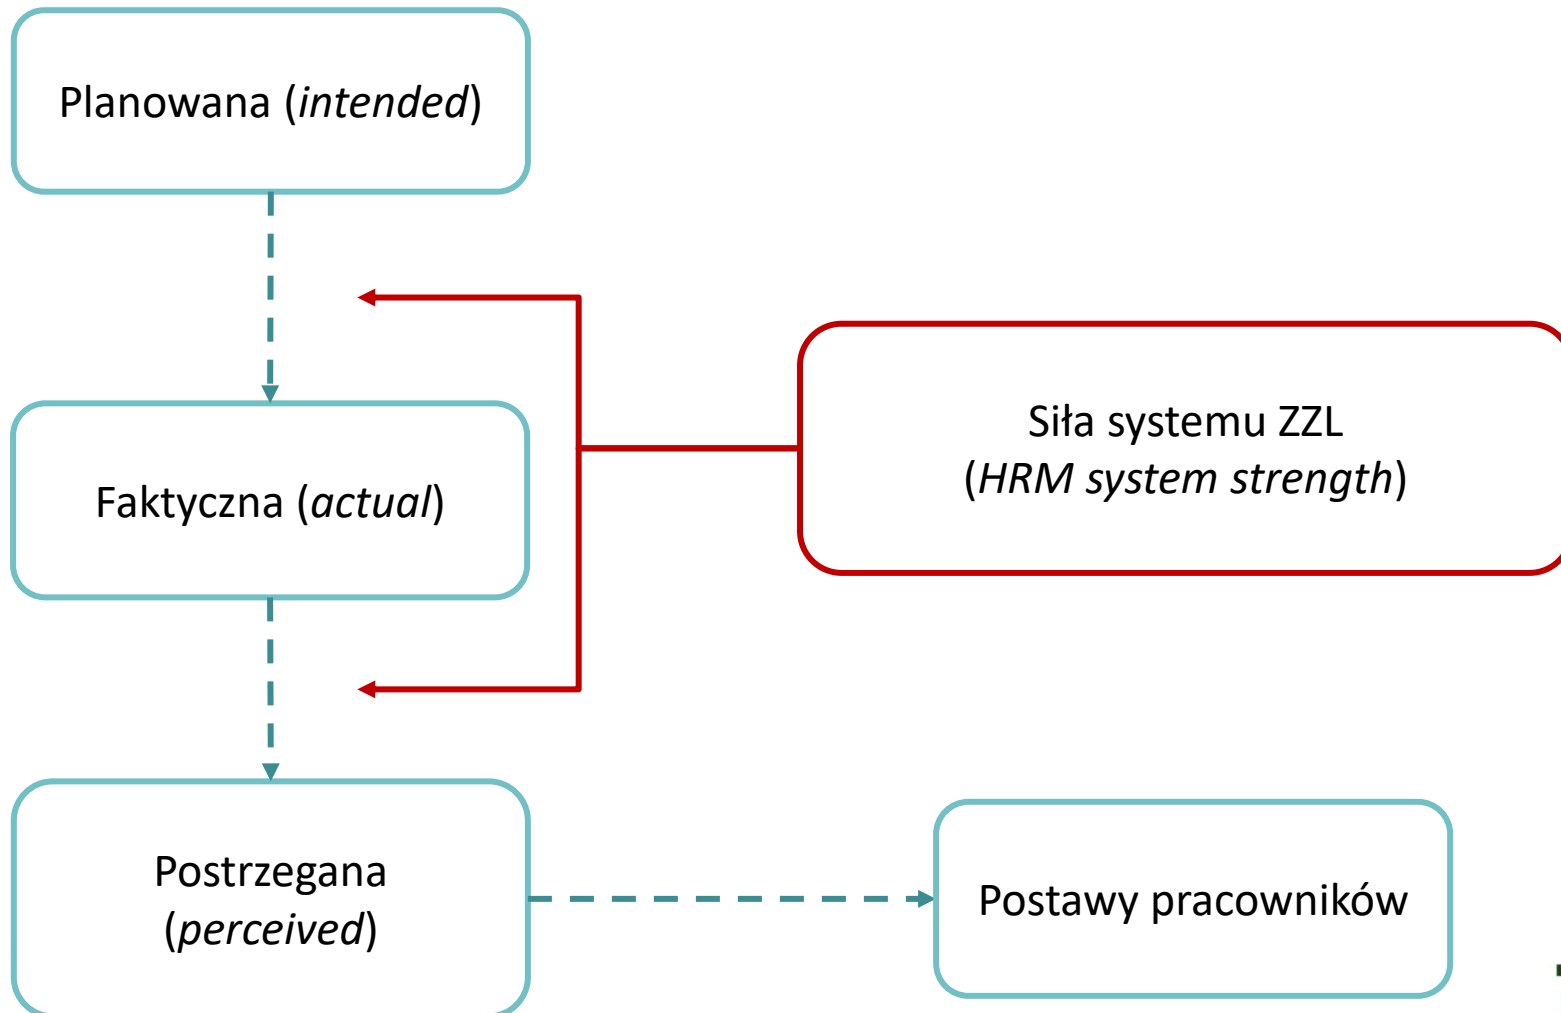 Planowana (intended)
Siła systemu ZZL
(HRM system strength)
Faktyczna (actual)
Postrzegana
(perceived)
Postawy pracowników